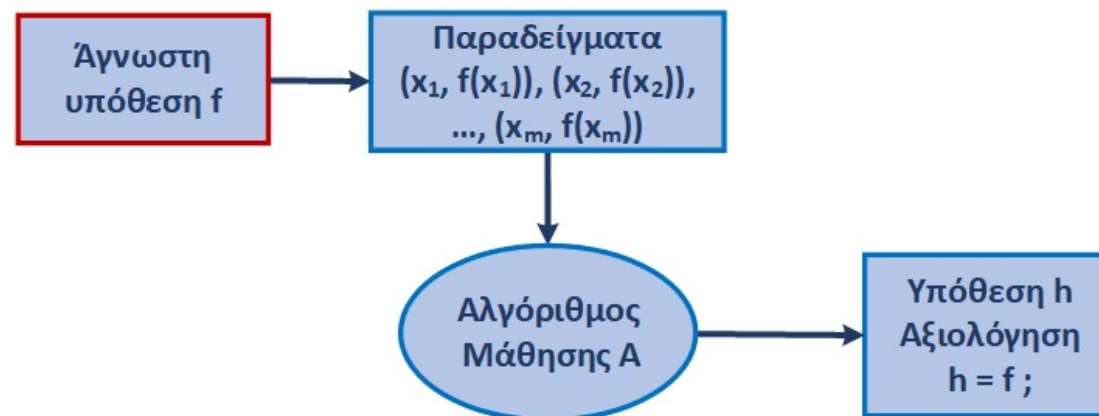 Άγνωστη
υπόθεση f
Παραδείγματα
(x₁, f(x₁)), (x₂, f(x₂)),
..., (xₘ, f(xₘ))
Αλγόριθμος
Μάθησης Α
Υπόθεση h
Αξιολόγηση
h = f ;